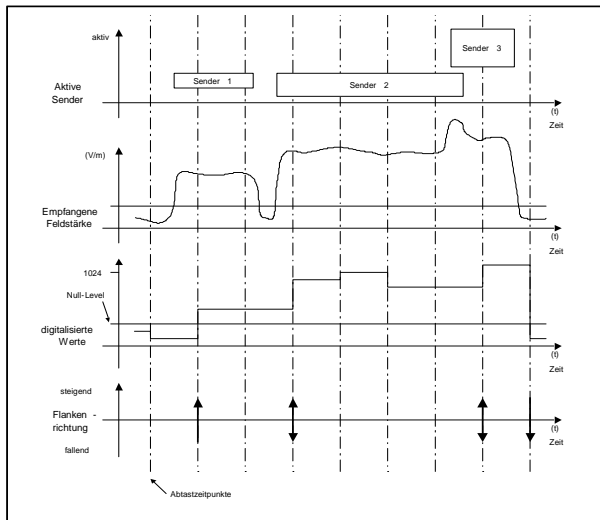 aktiv
Sender 3
Sender 1
Sender 2
Aktive
Sender
(t)
Zeit
(V/m)
Empfangene
Feldstärke
(t)
Zeit
1024
Null-Level
digitalisierte
Werte
(t)
Zeit
steigend
Flanken -
richtung
(t)
Zeit
fallend
Abtastzeitpunkte